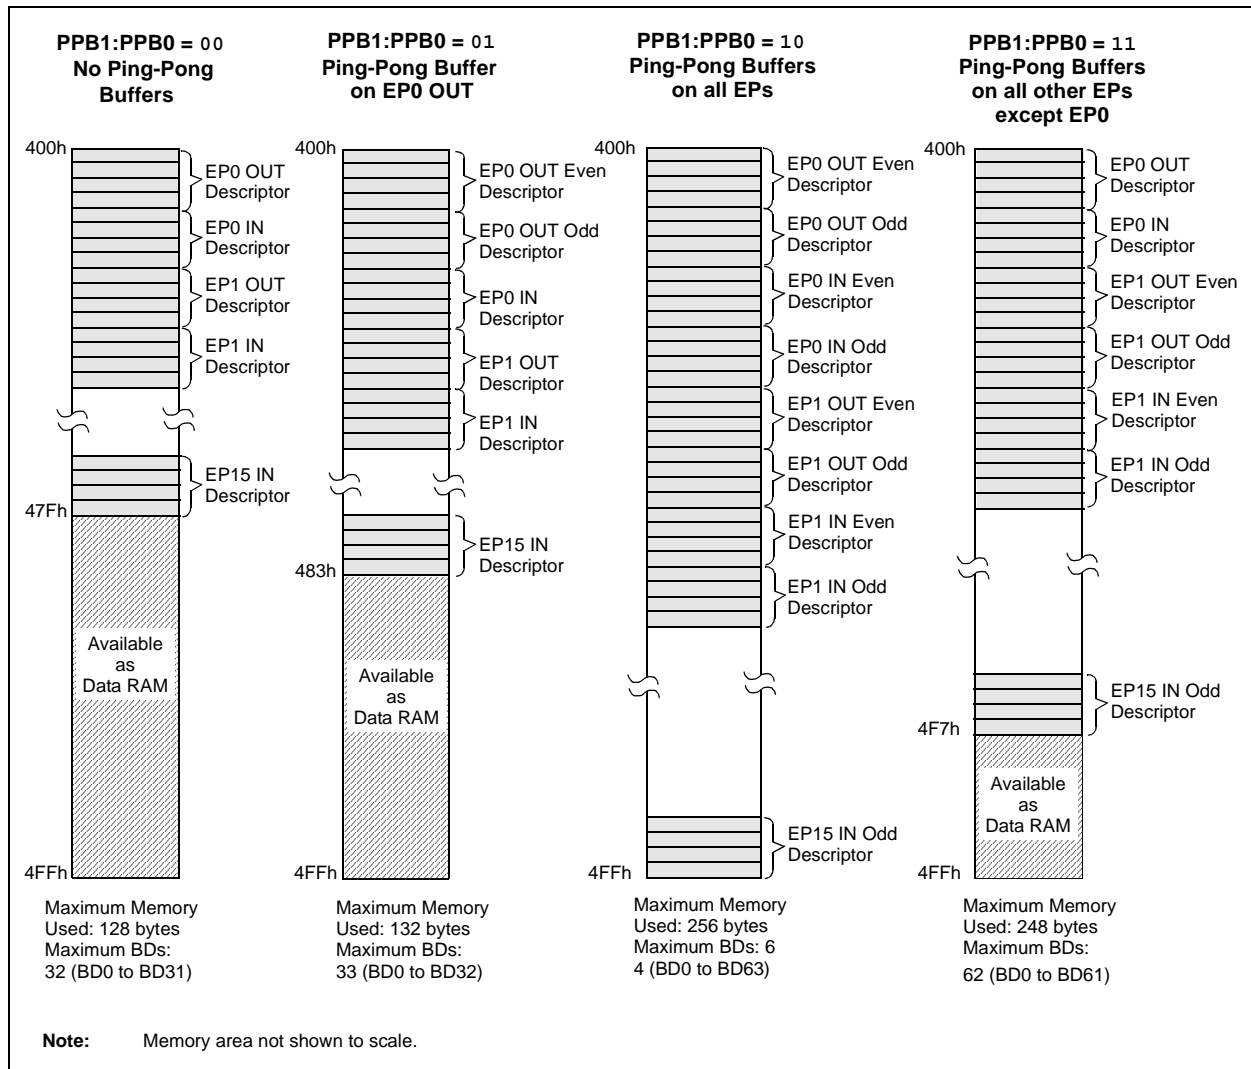 PPB1:PPB0 = 00
No Ping-Pong
Buffers
400h
EP0 OUT
Descriptor
EP0 IN
Descriptor
EP1 OUT
Descriptor
EP1 IN
Descriptor
EP15 IN
Descriptor
47Fh
Available
as
Data RAM
4FFh
Maximum Memory
Used: 128 bytes
Maximum BDs:
32 (BD0 to BD31)
PPB1:PPB0 = 01
Ping-Pong Buffer
on EP0 OUT
400h
EP0 OUT Even
Descriptor
EP0 OUT Odd
Descriptor
EP0 IN
Descriptor
EP1 OUT
Descriptor
EP1 IN
Descriptor
EP15 IN
Descriptor
483h
Available
as
Data RAM
4FFh
Maximum Memory
Used: 132 bytes
Maximum BDs:
33 (BD0 to BD32)
PPB1:PPB0 = 10
Ping-Pong Buffers
on all EPs
400h
EP0 OUT Even
Descriptor
EP0 OUT Odd
Descriptor
EP0 IN Even
Descriptor
EP0 IN Odd
Descriptor
EP1 OUT Even
Descriptor
EP1 OUT Odd
Descriptor
EP1 IN Even
Descriptor
EP1 IN Odd
Descriptor
EP15 IN Odd
Descriptor
4FFh
Maximum Memory
Used: 256 bytes
Maximum BDs: 6
4 (BD0 to BD63)
PPB1:PPB0 = 11
Ping-Pong Buffers
on all other EPs
except EP0
400h
EP0 OUT
Descriptor
EP0 IN
Descriptor
EP1 OUT Even
Descriptor
EP1 OUT Odd
Descriptor
EP1 IN Even
Descriptor
EP1 IN Odd
Descriptor
EP15 IN Odd
Descriptor
4F7h
Available
as
Data RAM
4FFh
Maximum Memory
Used: 248 bytes
Maximum BDs:
62 (BD0 to BD61)
Note: Memory area not shown to scale.